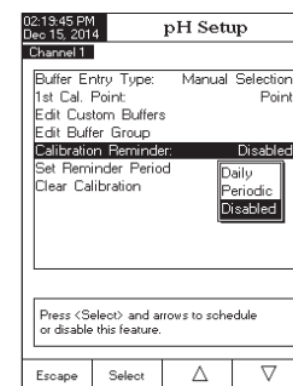 02:19:45 PM
Dec 15, 2014
pH Setup
Channel 1
Buffer Entry Type: Manual Selection
1st Cal. Point: Point
Edit Custom Buffers
Edit Buffer Group
Calibration Reminder: Disabled
Set Reminder Period
Clear Calibration
Daily
Periodic
Disabled
Press <Select> and arrows to schedule
or disable this feature.
Escape Select △ ▽